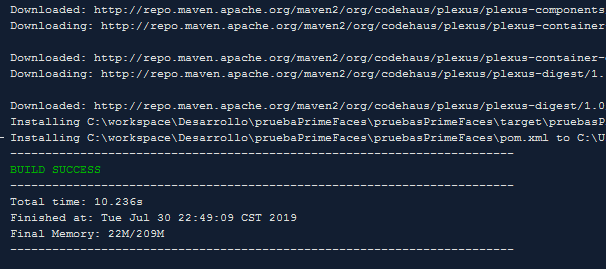 Downloaded: http://repo.maven.apache.org/maven2/org/codehaus/plexus/plexus-components
Downloading: http://repo.maven.apache.org/maven2/org/codehaus/plexus/plexus-container
Downloaded: http://repo.maven.apache.org/maven2/org/codehaus/plexus/plexus-container-
Downloading: http://repo.maven.apache.org/maven2/org/codehaus/plexus/plexus-digest/1.
Downloaded: http://repo.maven.apache.org/maven2/org/codehaus/plexus/plexus-digest/1.0
Installing C:\workspace\Desarrollo\pruebaPrimeFaces\pruebasPrimeFaces\target\pruebasP
Installing C:\workspace\Desarrollo\pruebaPrimeFaces\pruebasPrimeFaces\pom.xml to C:\U
------------------------------------------------------------------------
BUILD SUCCESS
------------------------------------------------------------------------
Total time: 10.236s
Finished at: Tue Jul 30 22:49:09 CST 2019
Final Memory: 22M/209M
------------------------------------------------------------------------